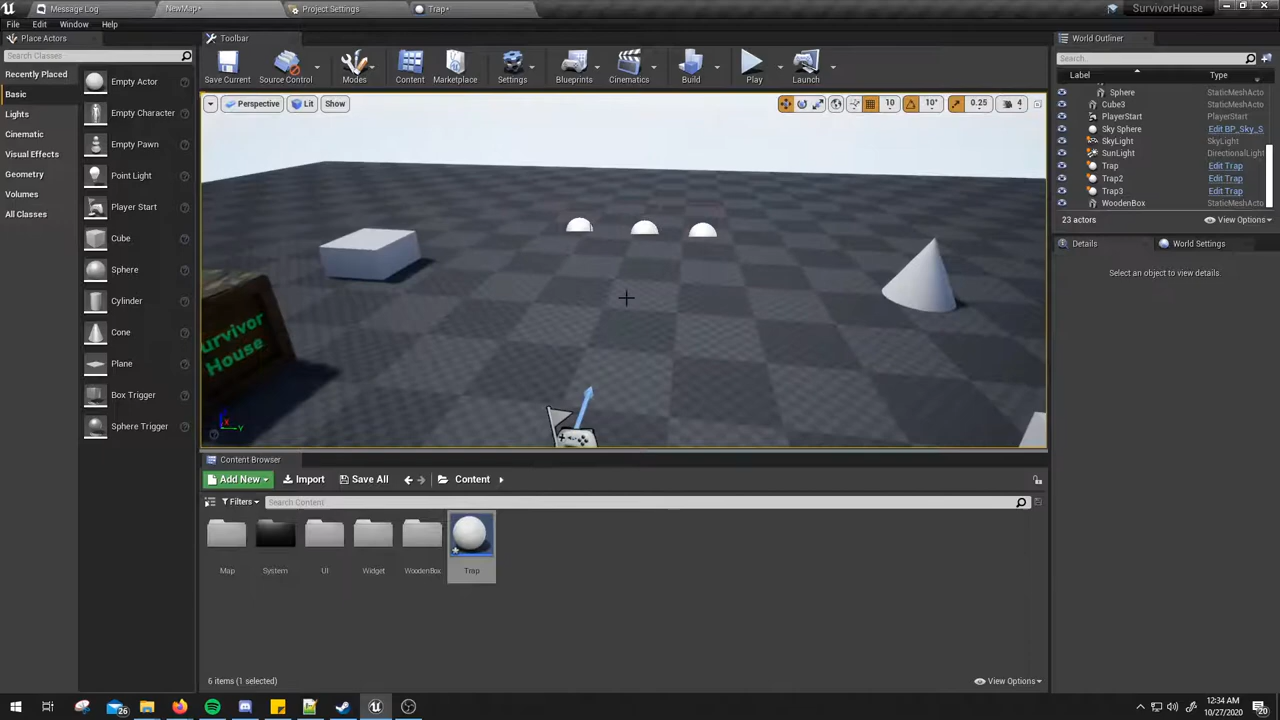 Message Log
NewMap*
Project Settings
Trap*
SurvivorHouse
File
Edit
Window
Help
Place Actors
Search Classes
Recently Placed
Basic
Lights
Cinematic
Visual Effects
Geometry
Volumes
All Classes
Empty Actor
Empty Character
Empty Pawn
Point Light
Player Start
Cube
Sphere
Cylinder
Cone
Plane
Box Trigger
Sphere Trigger
Toolbar
Save Current
Source Control
Modes
Content
Marketplace
Settings
Blueprints
Cinematics
Build
Play
Launch
Perspective
Lit
Show
10
10°
0.25
4
urvivor
House
Y
World Outliner
Search...
Label
Type
Sphere
StaticMeshActo
Cube3
StaticMeshActo
PlayerStart
PlayerStart
Sky Sphere
Edit BP_Sky_S
SkyLight
SkyLight
SunLight
DirectionalLight
Trap
Edit Trap
Trap2
Edit Trap
Trap3
Edit Trap
WoodenBox
StaticMeshActo
23 actors
View Options
Details
World Settings
Select an object to view details.
Content Browser
Add New
Import
Save All
Content
Filters
Search Content
Map
System
UI
Widget
WoodenBox
Trap
6 items (1 selected)
View Options
26
12:34 AM
10/27/2020
20